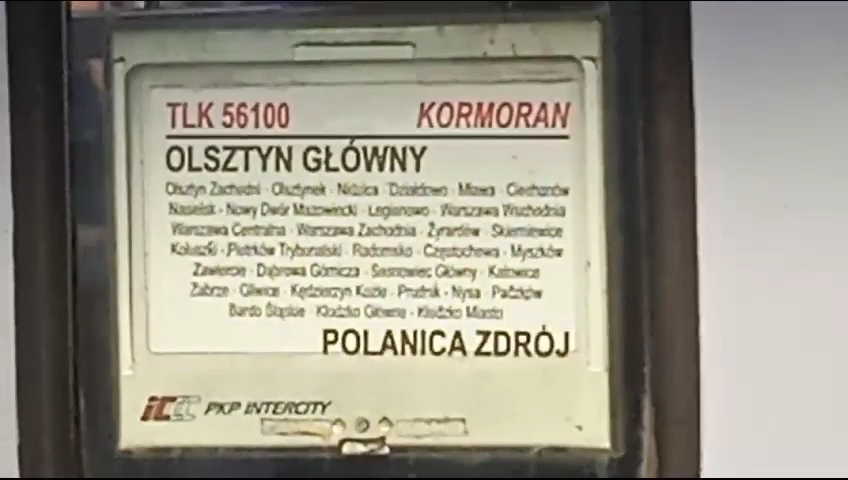 TLK 56100 KORMORAN
OLSZTYN GŁÓWNY
Olsztyn Zachodni - Olsztynek - Nidzica - Działdowo - Mława - Ciechanów
Nasielsk - Nowy Dwór Mazowiecki - Legionowo - Warszawa Wschodnia
Warszawa Centralna - Warszawa Zachodnia - Żyrardów - Skierniewice
Koluszki - Piotrków Trybunalski - Radomsko - Częstochowa - Myszków
Zawiercie - Dąbrowa Górnicza - Sosnowiec Główny - Katowice
Zabrze - Gliwice - Kędzierzyn Koźle - Prudnik - Nysa - Paczków
Bardo Śląskie - Kłodzko Główne - Kłodzko Miasto
POLANICA ZDRÓJ
IC PKP INTERCITY